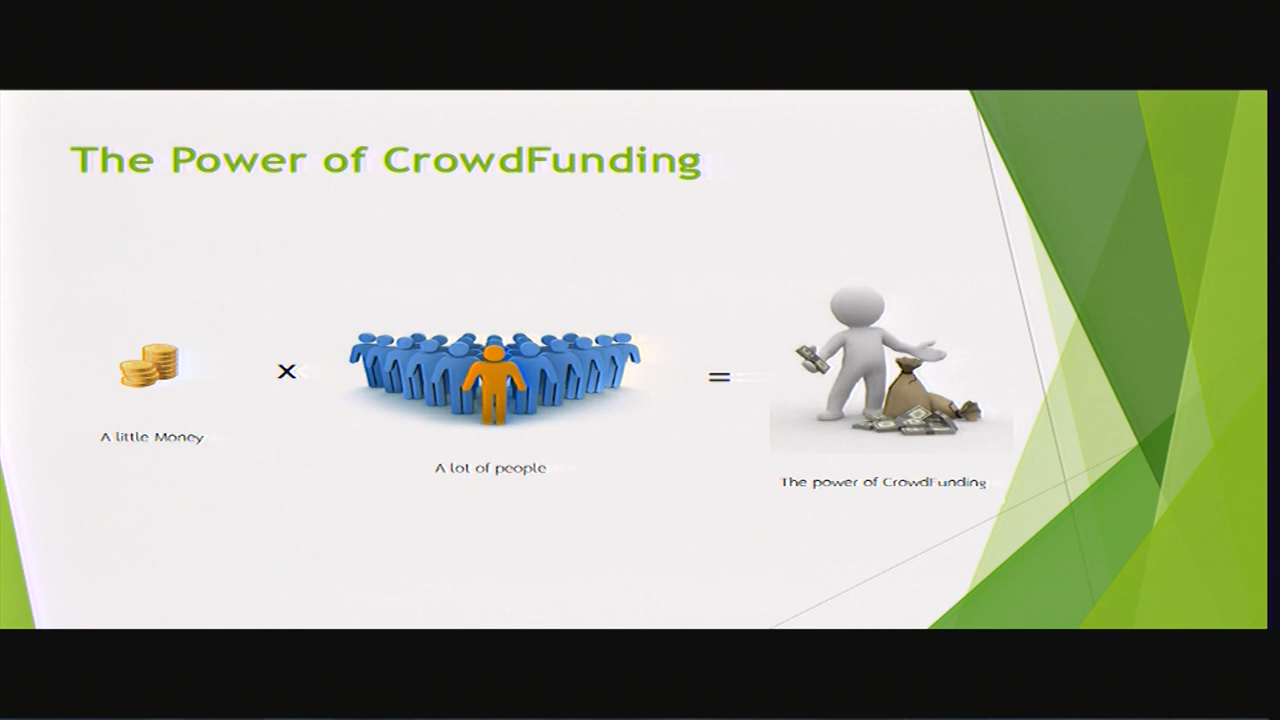 The Power of CrowdFunding
x
=
A little Money
A lot of people
The power of CrowdFunding